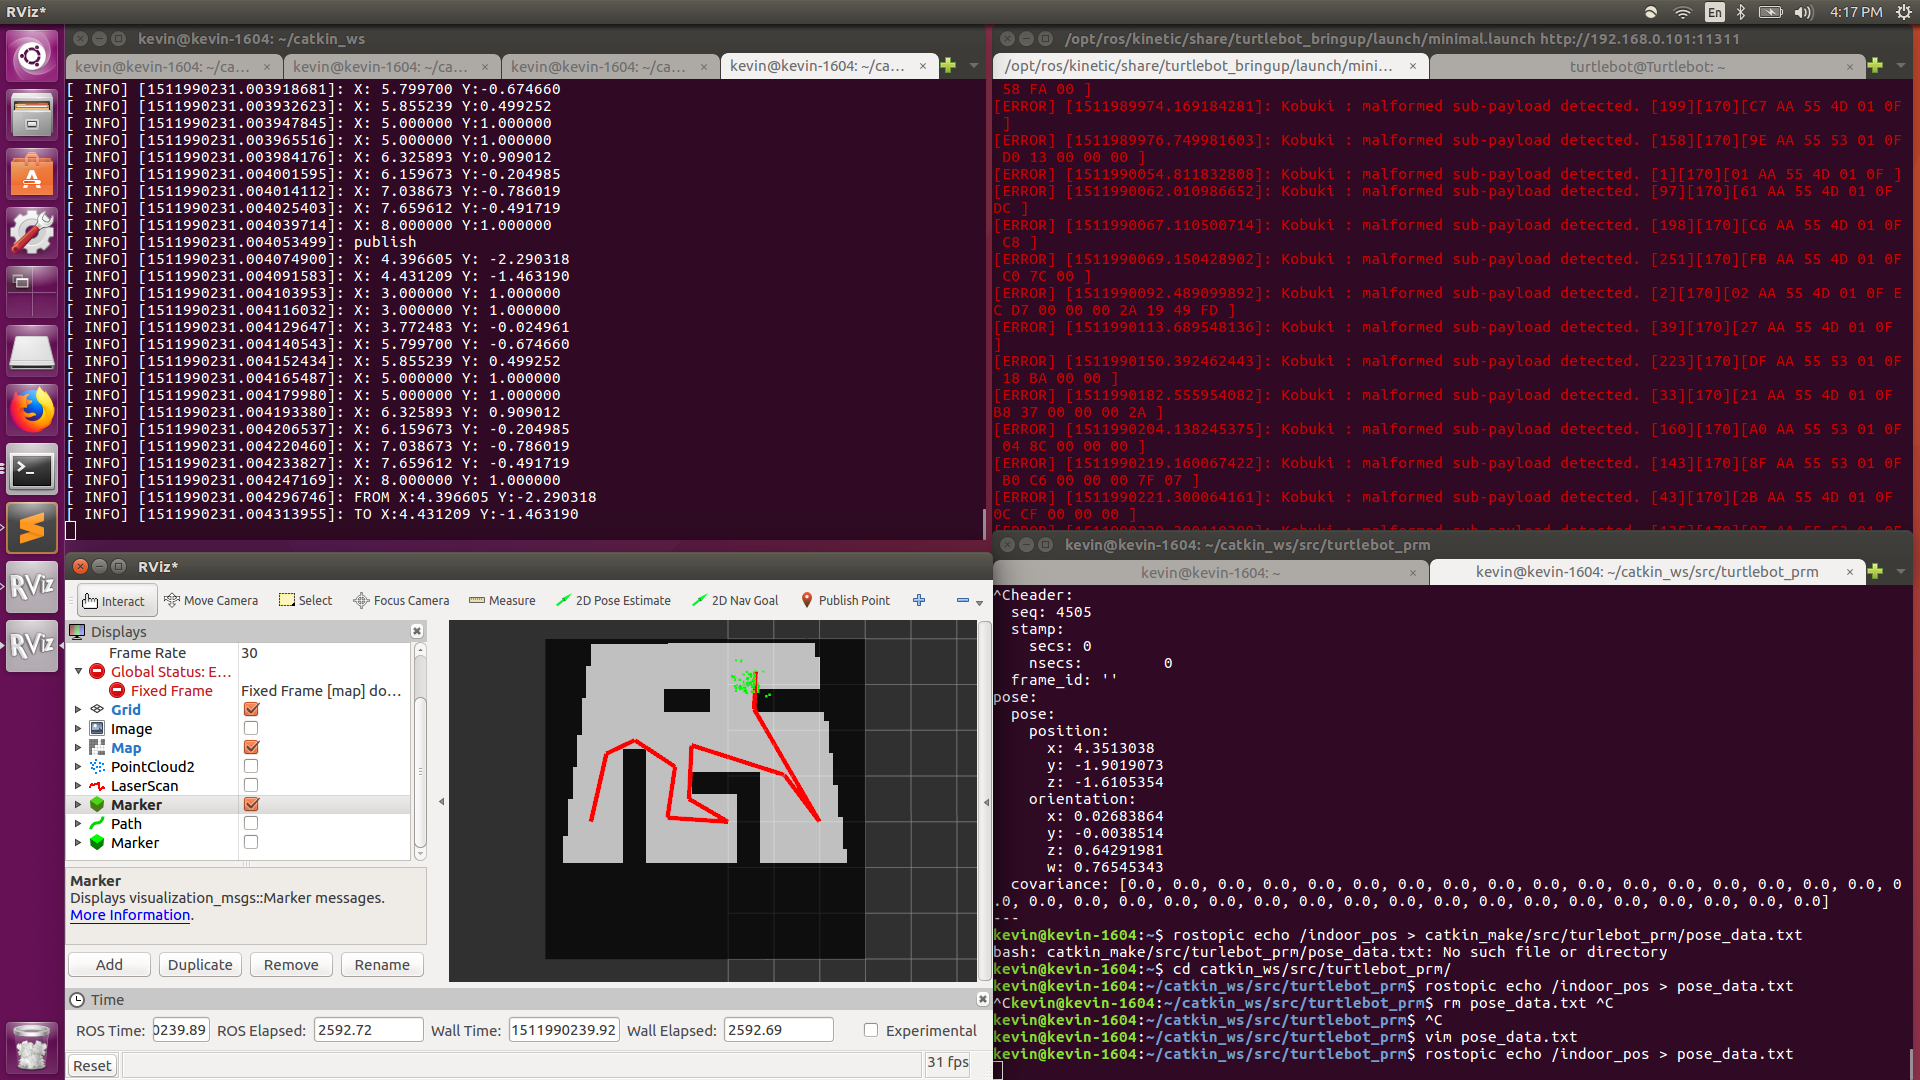 RViz*
En
4:17 PM
kevin@kevin-1604: ~/catkin_ws
kevin@kevin-1604: ~/ca... ×
kevin@kevin-1604: ~/ca... ×
kevin@kevin-1604: ~/ca... ×
kevin@kevin-1604: ~/ca... ×
[ INFO] [1511990231.003918681]: X: 5.799700 Y:-0.674660
[ INFO] [1511990231.003932623]: X: 5.855239 Y:0.499252
[ INFO] [1511990231.003947845]: X: 5.000000 Y:1.000000
[ INFO] [1511990231.003965516]: X: 5.000000 Y:1.000000
[ INFO] [1511990231.003984176]: X: 6.325893 Y:0.909012
[ INFO] [1511990231.004001595]: X: 6.159673 Y:-0.204985
[ INFO] [1511990231.004014112]: X: 7.038673 Y:-0.786019
[ INFO] [1511990231.004025403]: X: 7.659612 Y:-0.491719
[ INFO] [1511990231.004039714]: X: 8.000000 Y:1.000000
[ INFO] [1511990231.004053499]: publish
[ INFO] [1511990231.004074900]: X: 4.396605 Y: -2.290318
[ INFO] [1511990231.004091583]: X: 4.431209 Y: -1.463190
[ INFO] [1511990231.004103953]: X: 3.000000 Y: 1.000000
[ INFO] [1511990231.004116032]: X: 3.000000 Y: 1.000000
[ INFO] [1511990231.004129647]: X: 3.772483 Y: -0.024961
[ INFO] [1511990231.004140543]: X: 5.799700 Y: -0.674660
[ INFO] [1511990231.004152434]: X: 5.855239 Y: 0.499252
[ INFO] [1511990231.004165487]: X: 5.000000 Y: 1.000000
[ INFO] [1511990231.004179980]: X: 5.000000 Y: 1.000000
[ INFO] [1511990231.004193380]: X: 6.325893 Y: 0.909012
[ INFO] [1511990231.004206537]: X: 6.159673 Y: -0.204985
[ INFO] [1511990231.004220460]: X: 7.038673 Y: -0.786019
[ INFO] [1511990231.004233827]: X: 7.659612 Y: -0.491719
[ INFO] [1511990231.004247169]: X: 8.000000 Y: 1.000000
[ INFO] [1511990231.004296746]: FROM X:4.396605 Y:-2.290318
[ INFO] [1511990231.004313955]: TO X:4.431209 Y:-1.463190
/opt/ros/kinetic/share/turtlebot_bringup/launch/minimal.launch http://192.168.0.101:11311
/opt/ros/kinetic/share/turtlebot_bringup/launch/mini... ×
turtlebot@Turtlebot: ~ ×
58 FA 00 ]
[ERROR] [1511989974.169184281]: Kobuki : malformed sub-payload detected. [199][170][C7 AA 55 4D 01 0F
]
[ERROR] [1511989976.749981603]: Kobuki : malformed sub-payload detected. [158][170][9E AA 55 53 01 0F
D0 13 00 00 00 ]
[ERROR] [1511990054.811832808]: Kobuki : malformed sub-payload detected. [1][170][01 AA 55 4D 01 0F ]
[ERROR] [1511990062.010986652]: Kobuki : malformed sub-payload detected. [97][170][61 AA 55 4D 01 0F
DC ]
[ERROR] [1511990067.110500714]: Kobuki : malformed sub-payload detected. [198][170][C6 AA 55 4D 01 0F
C8 ]
[ERROR] [1511990069.150428902]: Kobuki : malformed sub-payload detected. [251][170][FB AA 55 4D 01 0F
C0 7C 00 ]
[ERROR] [1511990092.489099892]: Kobuki : malformed sub-payload detected. [2][170][02 AA 55 4D 01 0F E
C D7 00 00 00 2A 19 49 FD ]
[ERROR] [1511990113.689548136]: Kobuki : malformed sub-payload detected. [39][170][27 AA 55 4D 01 0F
]
[ERROR] [1511990150.392462443]: Kobuki : malformed sub-payload detected. [223][170][DF AA 55 53 01 0F
18 BA 00 00 ]
[ERROR] [1511990182.555954082]: Kobuki : malformed sub-payload detected. [33][170][21 AA 55 4D 01 0F
B8 37 00 00 00 2A ]
[ERROR] [1511990204.138245375]: Kobuki : malformed sub-payload detected. [160][170][A0 AA 55 53 01 0F
04 8C 00 00 00 ]
[ERROR] [1511990219.160067422]: Kobuki : malformed sub-payload detected. [143][170][8F AA 55 53 01 0F
B0 C6 00 00 00 7F 07 ]
[ERROR] [1511990221.300064161]: Kobuki : malformed sub-payload detected. [43][170][2B AA 55 4D 01 0F
0C CF 00 00 00 ]
RViz*
Interact
Move Camera
Select
Focus Camera
Measure
2D Pose Estimate
2D Nav Goal
Publish Point
Displays
Frame Rate 30
Global Status: E...
Fixed Frame Fixed Frame [map] do...
Grid
Image
Map
PointCloud2
LaserScan
Marker
Path
Marker
Marker
Displays visualization_msgs::Marker messages.
More Information.
Add Duplicate Remove Rename
Time
ROS Time: 0239.89 ROS Elapsed: 2592.72 Wall Time: 1511990239.92 Wall Elapsed: 2592.69 Experimental
Reset
31 fps
RViz
RViz
kevin@kevin-1604: ~/catkin_ws/src/turtlebot_prm
kevin@kevin-1604: ~ ×
kevin@kevin-1604: ~/catkin_ws/src/turtlebot_prm ×
^Cheader:
seq: 4505
stamp:
secs: 0
nsecs: 0
frame_id: ''
pose:
pose:
position:
x: 4.3513038
y: -1.9019073
z: -1.6105354
orientation:
x: 0.02683864
y: -0.0038514
z: 0.64291981
w: 0.76545343
covariance: [0.0, 0.0, 0.0, 0.0, 0.0, 0.0, 0.0, 0.0, 0.0, 0.0, 0.0, 0.0, 0.0, 0.0, 0.0, 0.0, 0.0, 0
.0, 0.0, 0.0, 0.0, 0.0, 0.0, 0.0, 0.0, 0.0, 0.0, 0.0, 0.0, 0.0, 0.0, 0.0, 0.0, 0.0, 0.0, 0.0]
---
kevin@kevin-1604:~$ rostopic echo /indoor_pos > catkin_make/src/turlebot_prm/pose_data.txt
bash: catkin_make/src/turlebot_prm/pose_data.txt: No such file or directory
kevin@kevin-1604:~$ cd catkin_ws/src/turtlebot_prm/
kevin@kevin-1604:~/catkin_ws/src/turtlebot_prm$ rostopic echo /indoor_pos > pose_data.txt
^Ckevin@kevin-1604:~/catkin_ws/src/turtlebot_prm$ rm pose_data.txt ^C
kevin@kevin-1604:~/catkin_ws/src/turtlebot_prm$ ^C
kevin@kevin-1604:~/catkin_ws/src/turtlebot_prm$ vim pose_data.txt
kevin@kevin-1604:~/catkin_ws/src/turtlebot_prm$ rostopic echo /indoor_pos > pose_data.txt